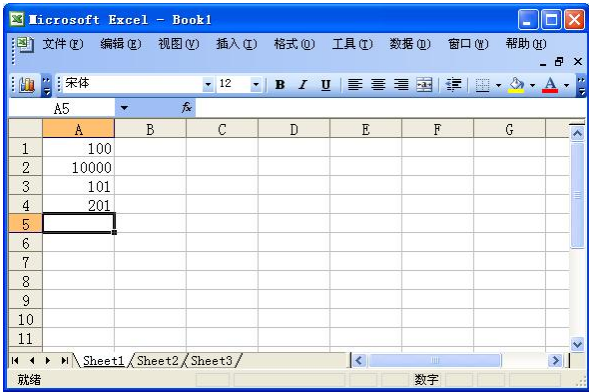 Microsoft Excel - Book1
文件(F) 编辑(E) 视图(V) 插入(I) 格式(O) 工具(T) 数据(D) 窗口(W) 帮助(H)
宋体 12 B I U A
A5 fx
A B C D E F G
1 100
2 10000
3 101
4 201
5
6
7
8
9
10
11
Sheet1 Sheet2 Sheet3
就绪 数字